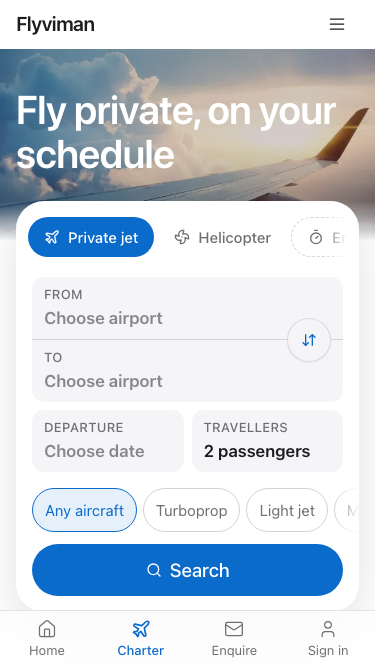 Flyviman
Fly private, on your
schedule
Private jet
Helicopter
FROM
Choose airport
TO
Choose airport
DEPARTURE
Choose date
TRAVELLERS
2 passengers
Any aircraft
Turboprop
Light jet
Search
Home
Charter
Enquire
Sign in